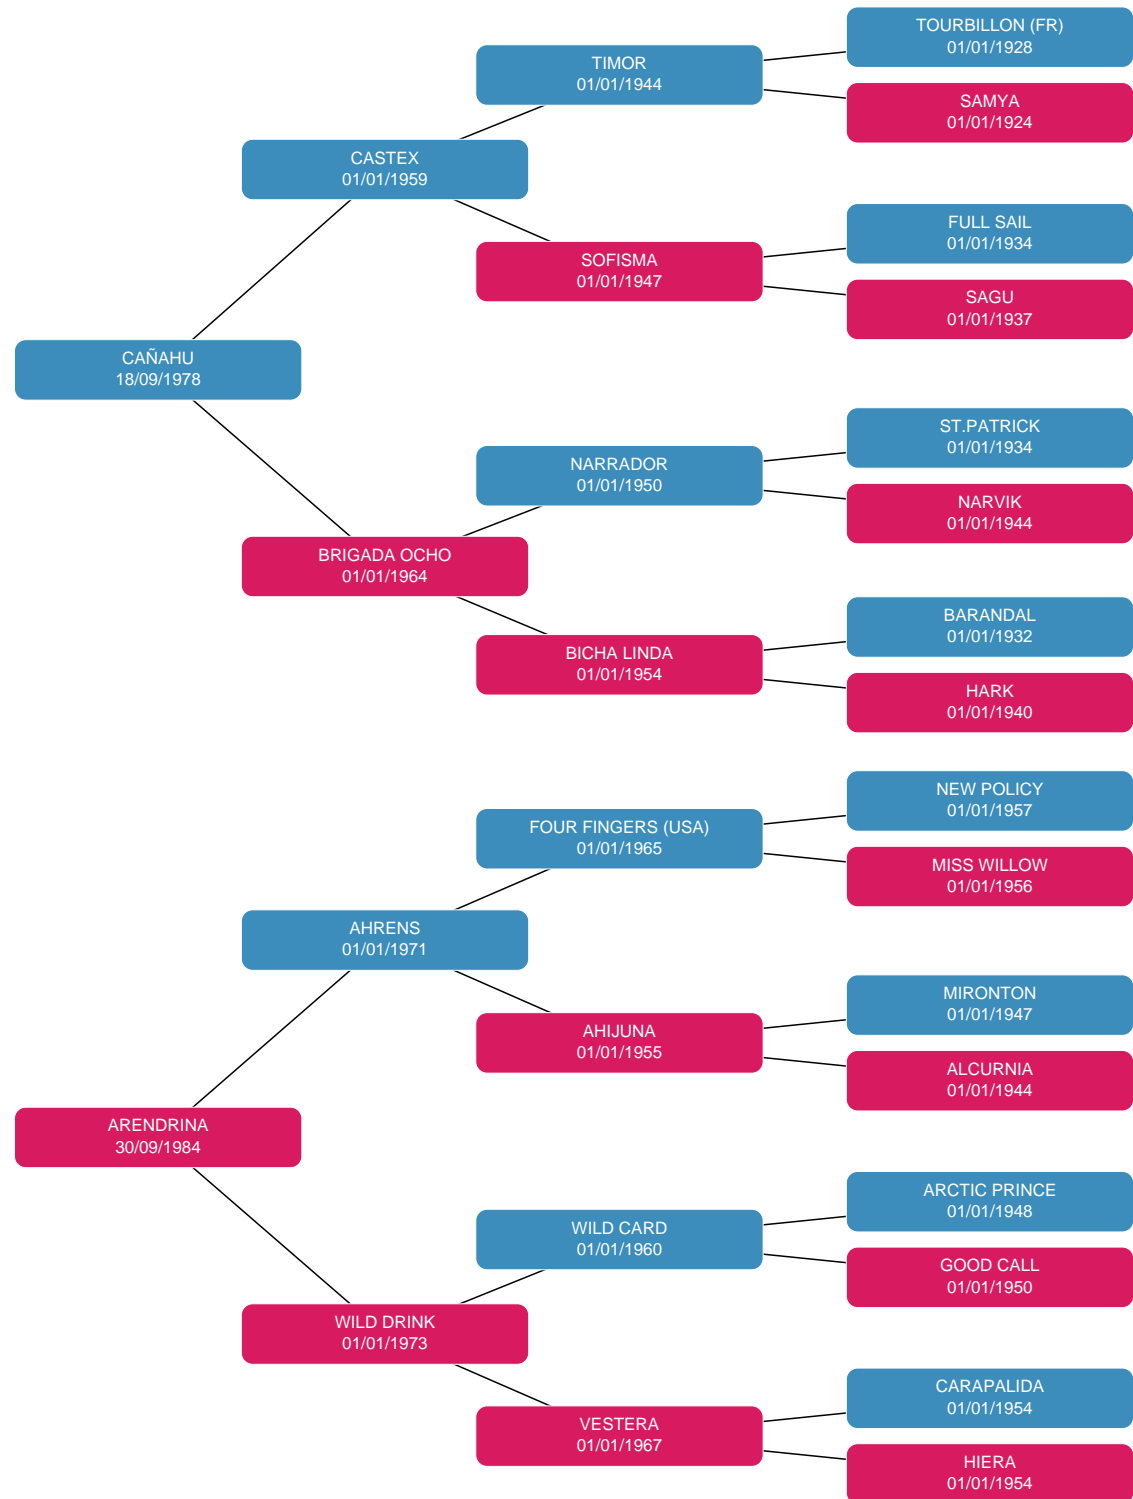 TOURBILLON (FR)
01/01/1928
TIMOR
01/01/1944
SAMYA
01/01/1924
CASTEX
01/01/1959
FULL SAIL
01/01/1934
SOFISMA
01/01/1947
SAGU
01/01/1937
CAÑAHU
18/09/1978
ST.PATRICK
01/01/1934
NARRADOR
01/01/1950
NARVIK
01/01/1944
BRIGADA OCHO
01/01/1964
BARANDAL
01/01/1932
BICHA LINDA
01/01/1954
HARK
01/01/1940
NEW POLICY
01/01/1957
FOUR FINGERS (USA)
01/01/1965
MISS WILLOW
01/01/1956
AHRENS
01/01/1971
MIRONTON
01/01/1947
AHIJUNA
01/01/1955
ALCURNIA
01/01/1944
ARENDRINA
30/09/1984
ARCTIC PRINCE
01/01/1948
WILD CARD
01/01/1960
GOOD CALL
01/01/1950
WILD DRINK
01/01/1973
CARAPALIDA
01/01/1954
VESTERA
01/01/1967
HIERA
01/01/1954